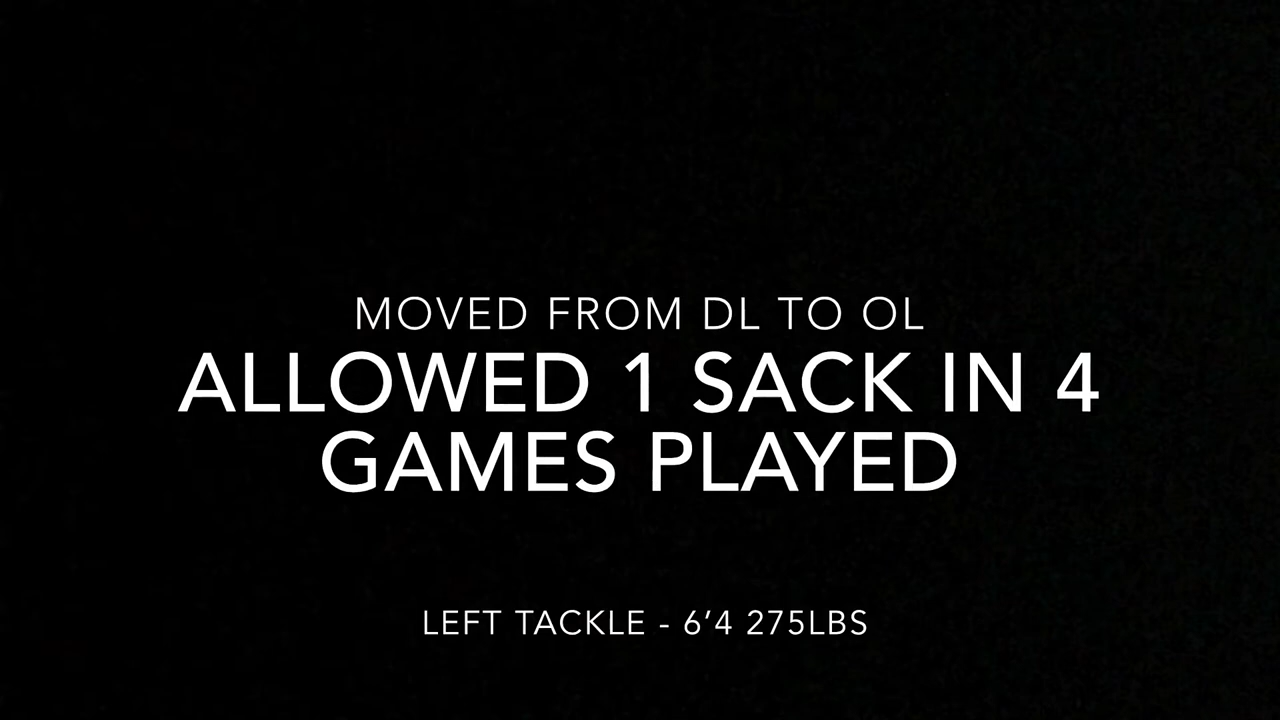 MOVED FROM DL TO OL
ALLOWED 1 SACK IN 4
GAMES PLAYED
LEFT TACKLE - 6’4 275LBS